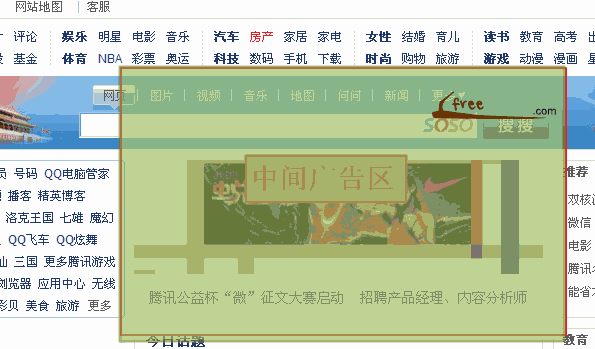 网站地图 客服
评论 娱乐 明星 电影 音乐 汽车 房产 家居 家电 女性 结婚 育儿 读书 教育 高考
基金 体育 NBA 彩票 奥运 科技 数码 手机 下载 时尚 购物 旅游 游戏 动漫 漫画
网页 图片 视频 音乐 地图 问问 新闻
free .com
SOSO 搜搜
号码 QQ电脑管家
播客 精英博客
洛克王国 七雄 魔幻
QQ飞车 QQ炫舞
三国 更多腾讯游戏
浏览器 应用中心 无线
美食 旅游 更多
中间广告区
推荐
双核
微信
电影
腾讯
能省
腾讯公益杯“微”征文大赛启动 招聘产品经理、内容分析师
今日话题
教育